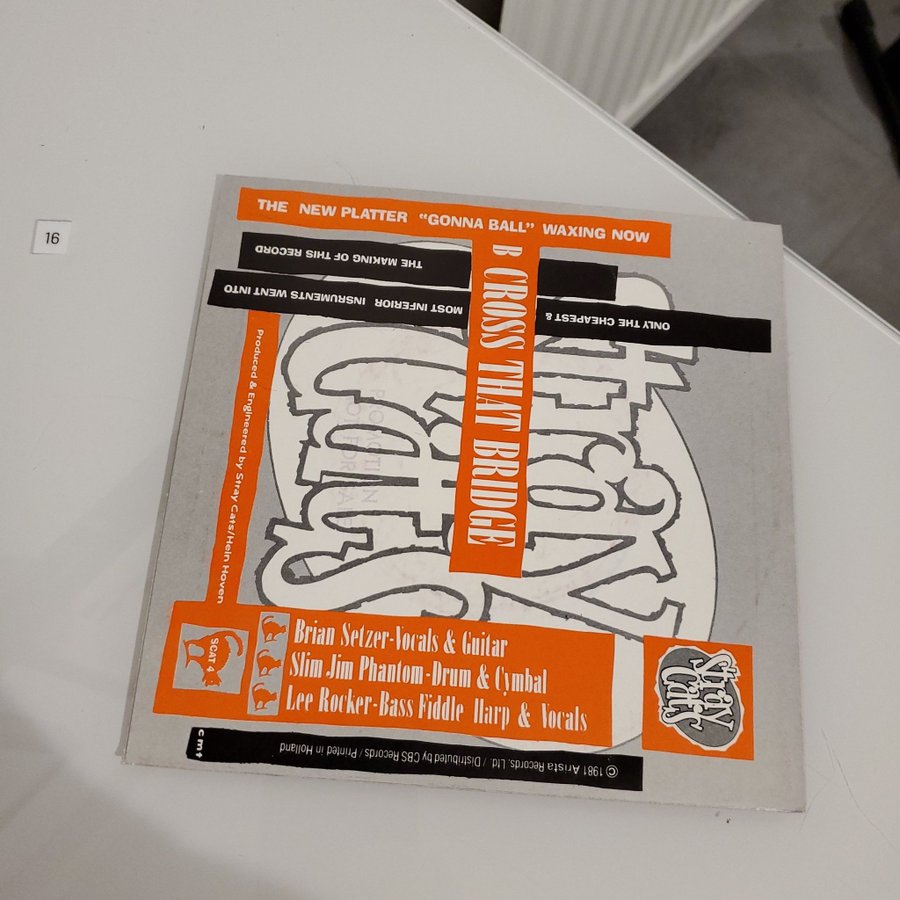 16
THE NEW PLATTER "GONNA BALL" WAXING NOW
ONLY THE CHEAPEST & MOST INFERIOR INSRUMENTS WENT INTO
THE MAKING OF THIS RECORD
B CROSS THAT BRIDGE
Stray
Cats
Produced & Engineered by Stray Cats/Hein Hoven
SCAT 4
Brian Setzer-Vocals & Guitar
Slim Jim Phantom-Drum & Cymbal
Lee Rocker-Bass Fiddle Harp & Vocals
Stray
Cats
© 1981 Arista Records, Ltd. / Distributed by CBS Records / Printed in Holland
cmt